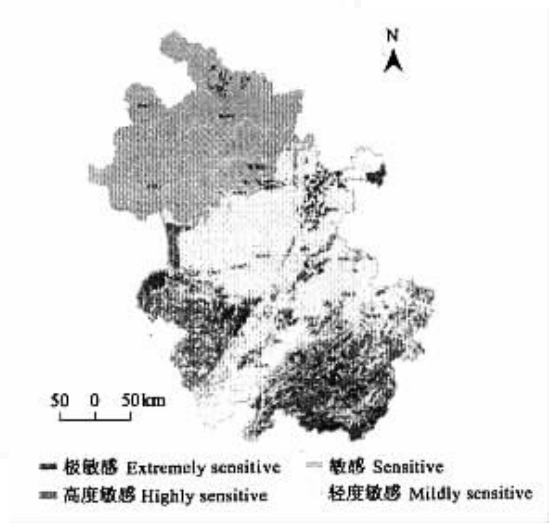 N
50 0 50km
极敏感 Extremely sensitive
敏感 Sensitive
高度敏感 Highly sensitive
轻度敏感 Mildly sensitive